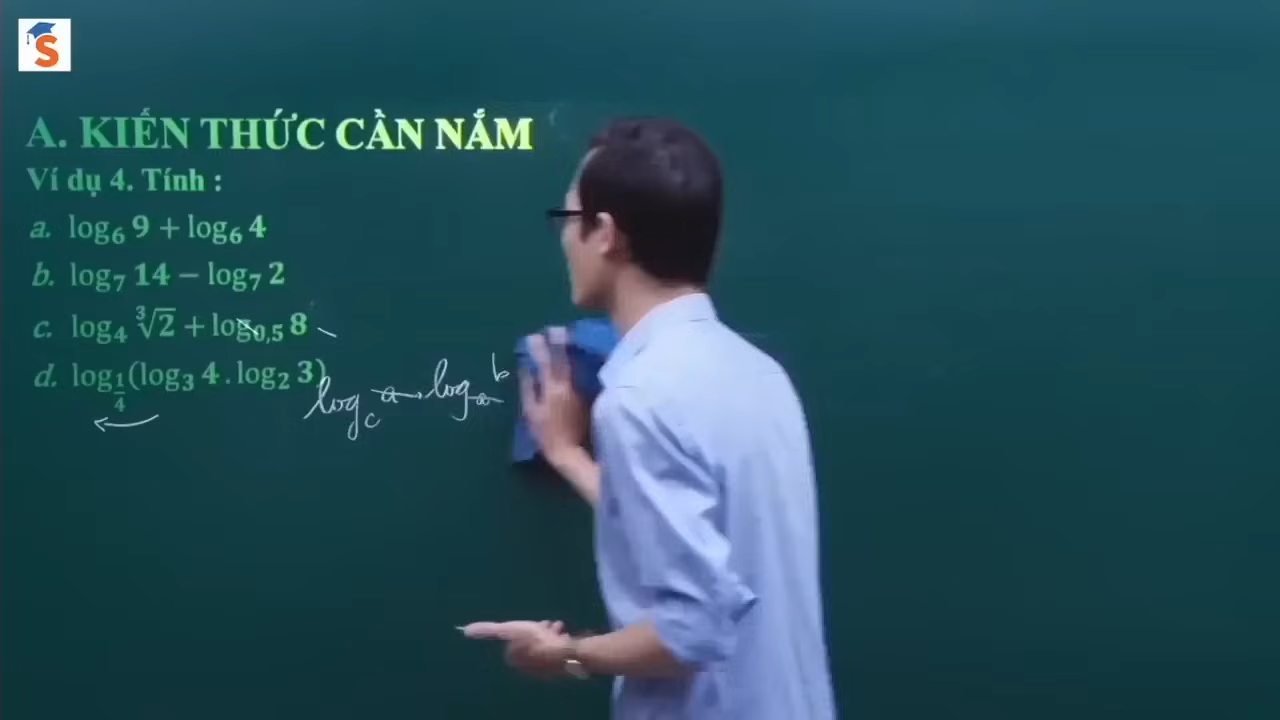 S
A. KIẾN THỨC CẦN NẮM
Ví dụ 4. Tính :
a. log₆ 9 + log₆ 4
b. log₇ 14 − log₇ 2
c. log₄ ∛2 + log₀,₅ 8
d. log_{1/4}(log₃ 4 . log₂ 3)
log_c a log_a b